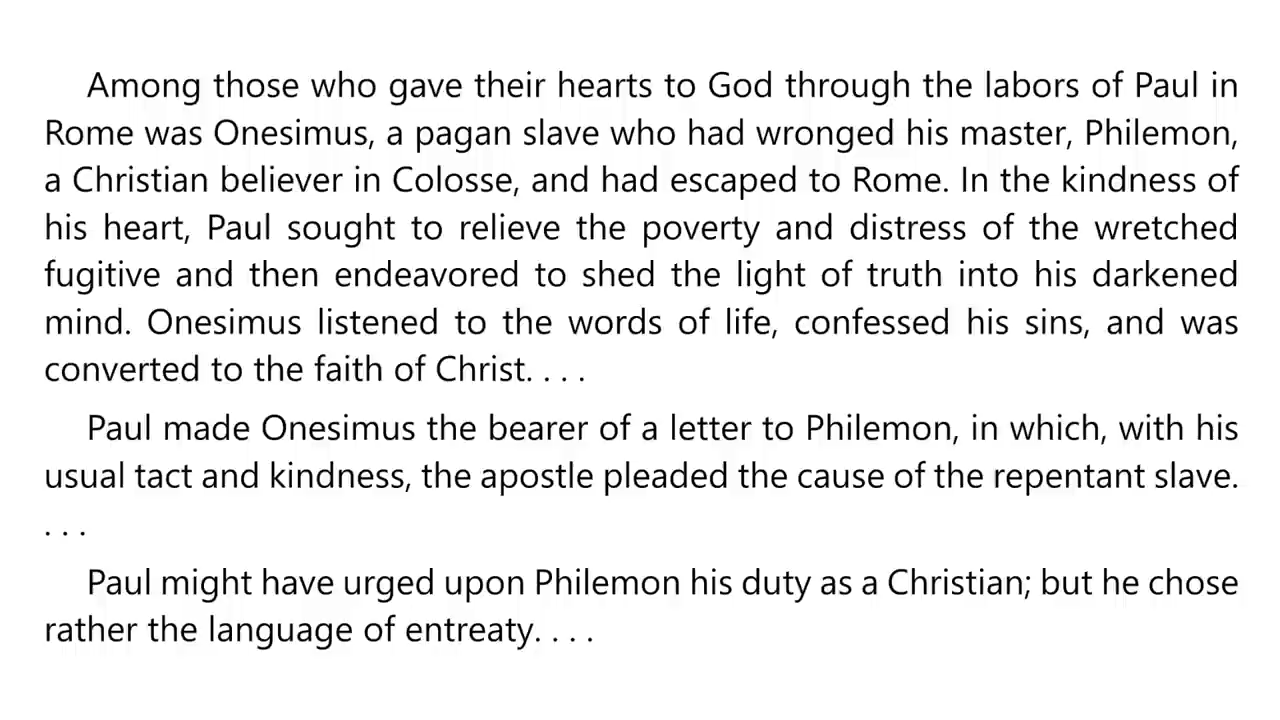 Among those who gave their hearts to God through the labors of Paul in
Rome was Onesimus, a pagan slave who had wronged his master, Philemon,
a Christian believer in Colosse, and had escaped to Rome. In the kindness of
his heart, Paul sought to relieve the poverty and distress of the wretched
fugitive and then endeavored to shed the light of truth into his darkened
mind. Onesimus listened to the words of life, confessed his sins, and was
converted to the faith of Christ. . . .
Paul made Onesimus the bearer of a letter to Philemon, in which, with his
usual tact and kindness, the apostle pleaded the cause of the repentant slave.
. . .
Paul might have urged upon Philemon his duty as a Christian; but he chose
rather the language of entreaty. . . .